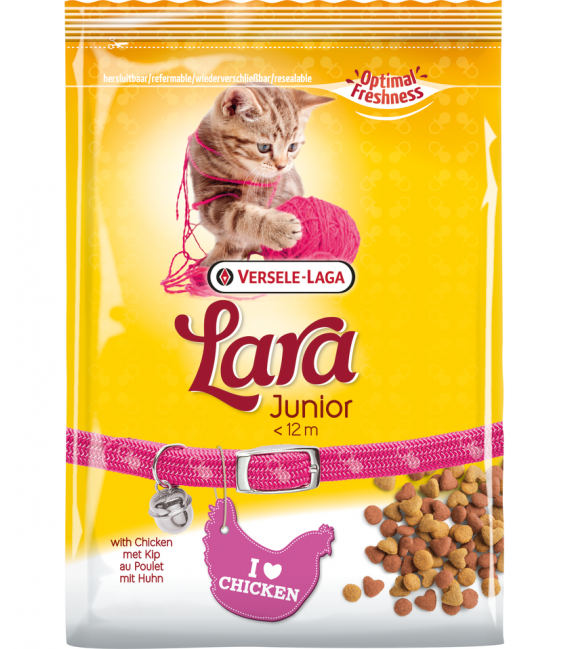 hersluitbaar/refermable/wiederverschließbar/resealable
Optimal
Freshness
VERSELE-LAGA
Lara
Junior
< 12 m
with Chicken
met Kip
au Poulet
mit Huhn
I ♥
CHICKEN